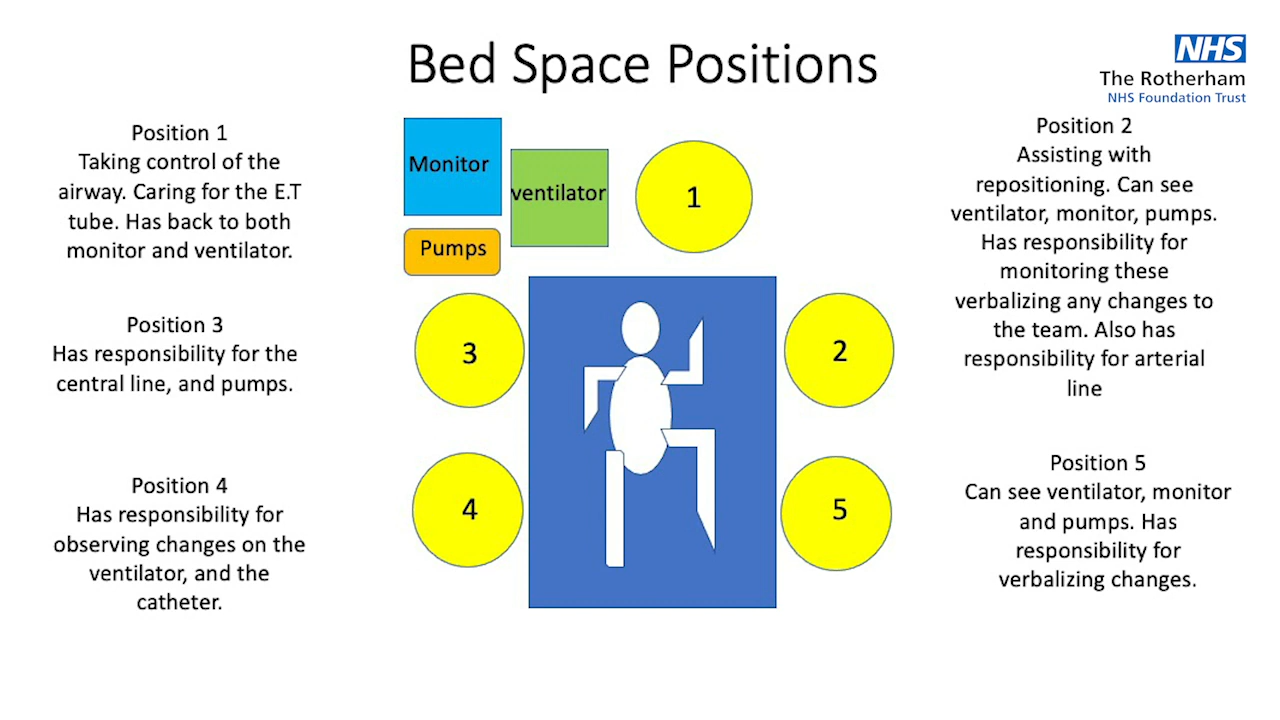 Bed Space Positions
NHS
The Rotherham
NHS Foundation Trust
Position 1
Taking control of the
airway. Caring for the E.T
tube. Has back to both
monitor and ventilator.
Position 3
Has responsibility for the
central line, and pumps.
Position 4
Has responsibility for
observing changes on the
ventilator, and the
catheter.
Monitor
ventilator
Pumps
1
3
2
4
5
Position 2
Assisting with
repositioning. Can see
ventilator, monitor, pumps.
Has responsibility for
monitoring these
verbalizing any changes to
the team. Also has
responsibility for arterial
line
Position 5
Can see ventilator, monitor
and pumps. Has
responsibility for
verbalizing changes.